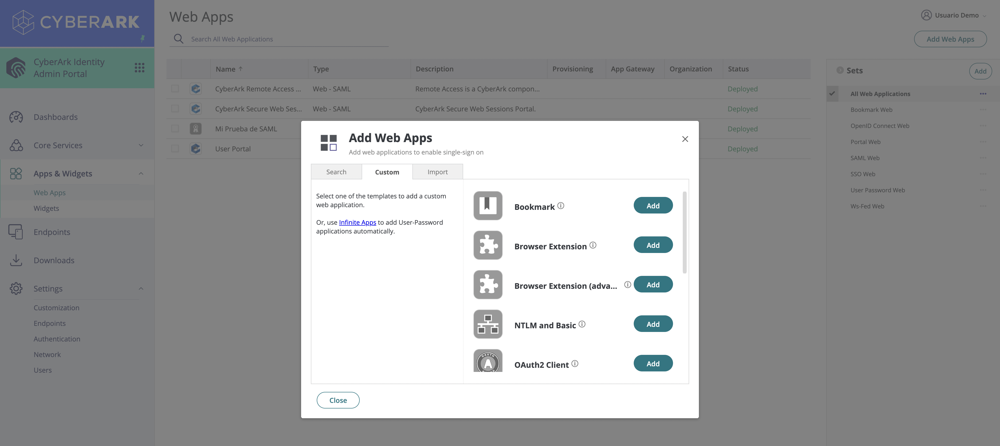 CYBERARK
CyberArk Identity
Admin Portal
Dashboards
Core Services
Apps & Widgets
Web Apps
Widgets
Endpoints
Downloads
Settings
Customization
Endpoints
Authentication
Network
Users
Web Apps
Search All Web Applications
Usuario Demo
Add Web Apps
Name Type Description Provisioning App Gateway Organization Status
CyberArk Remote Access ... Web - SAML Remote Access is a CyberArk compon... Deployed
CyberArk Secure Web Ses... Web - SAML CyberArk Secure Web Sessions Portal. Deployed
Mi Prueba de SAML Deployed
User Portal Deployed
Sets
Add
All Web Applications
Bookmark Web
OpenID Connect Web
Portal Web
SAML Web
SSO Web
User Password Web
Ws-Fed Web
Add Web Apps
Add web applications to enable single-sign on
Search Custom Import
Select one of the templates to add a custom
web application.
Or, use Infinite Apps to add User-Password
applications automatically.
Bookmark Add
Browser Extension Add
Browser Extension (adva... Add
NTLM and Basic Add
OAUTH
A
OAuth2 Client Add
Close